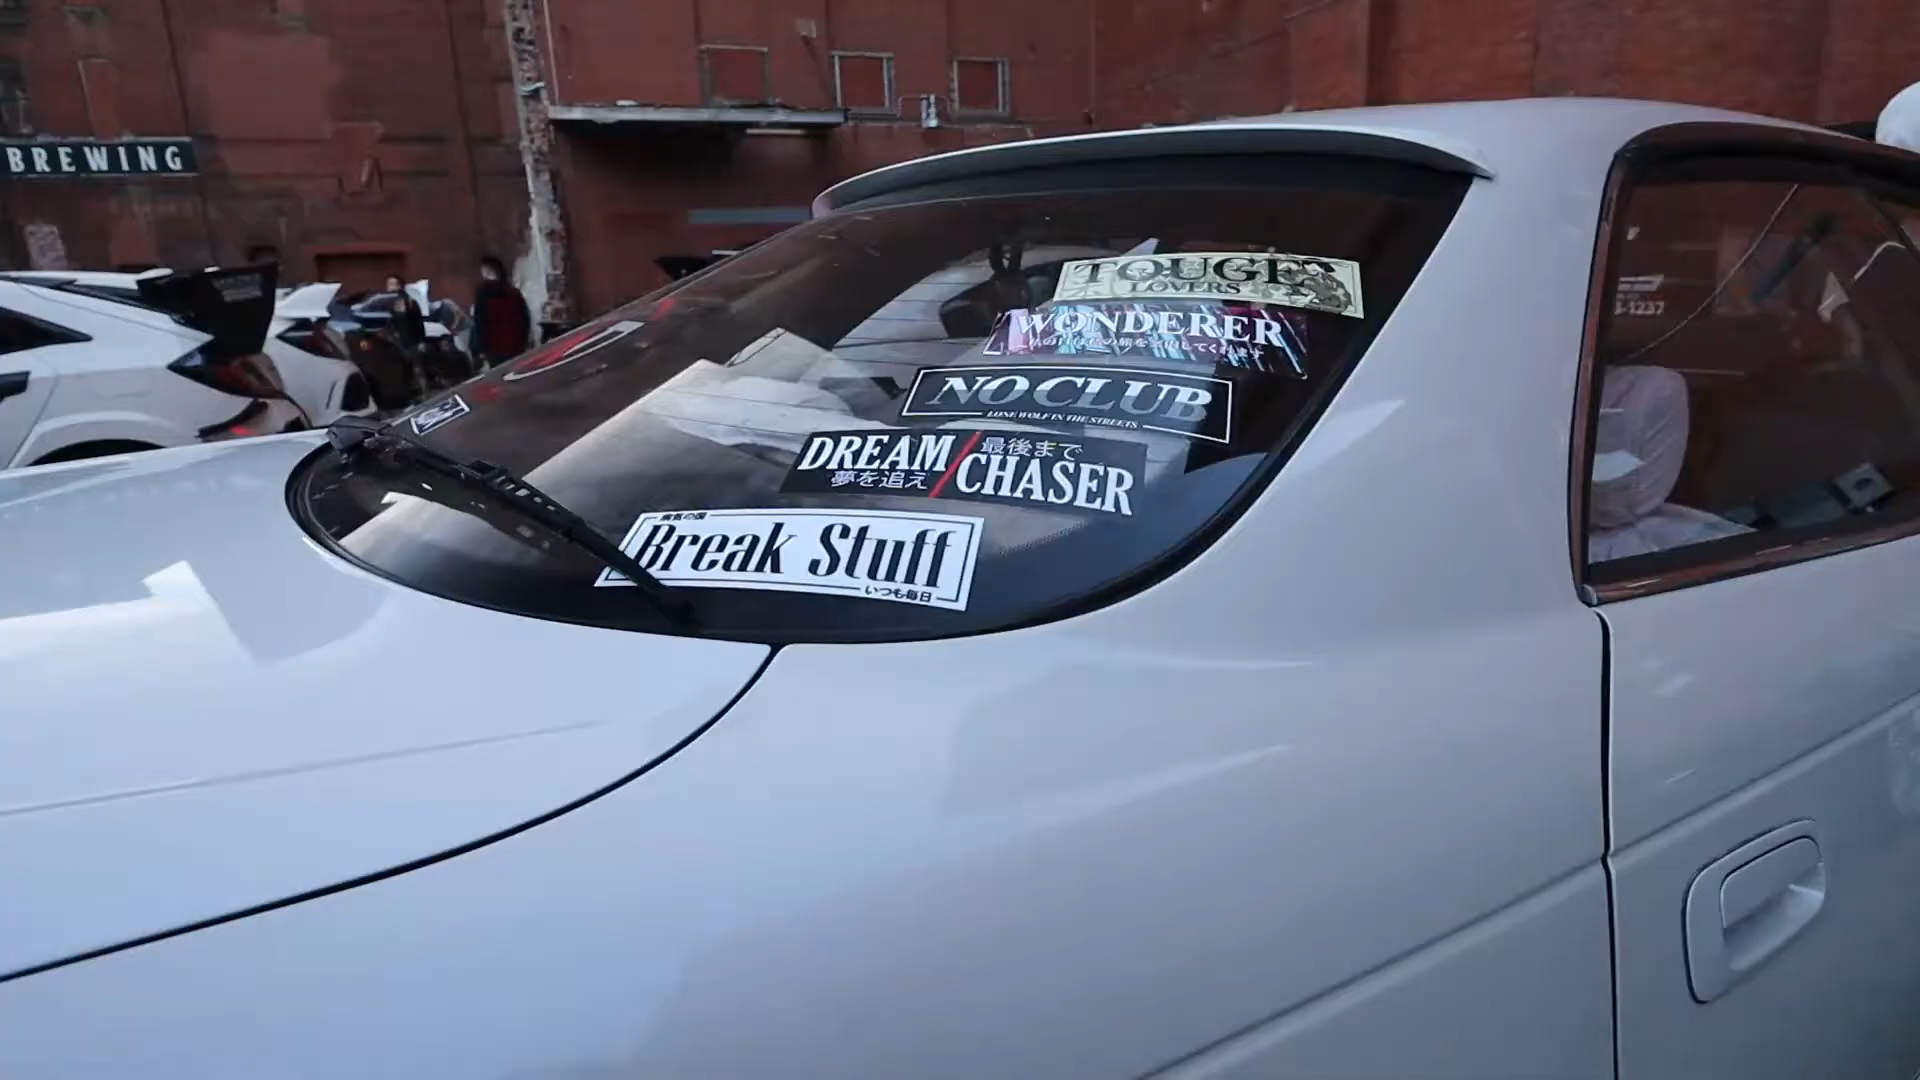 BREWING
TOUGE
LOVERS
WONDERER
NO CLUB
LONE WOLF IN THE STREETS
DREAM/CHASER
最後まで
夢を追え
Break Stuff
いつも毎日